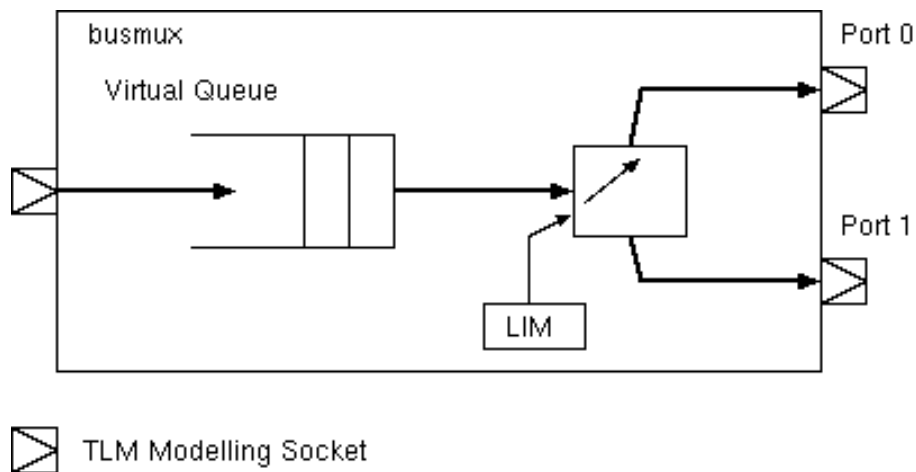 busmux
Port 0
Virtual Queue
Port 1
LIM
TLM Modelling Socket